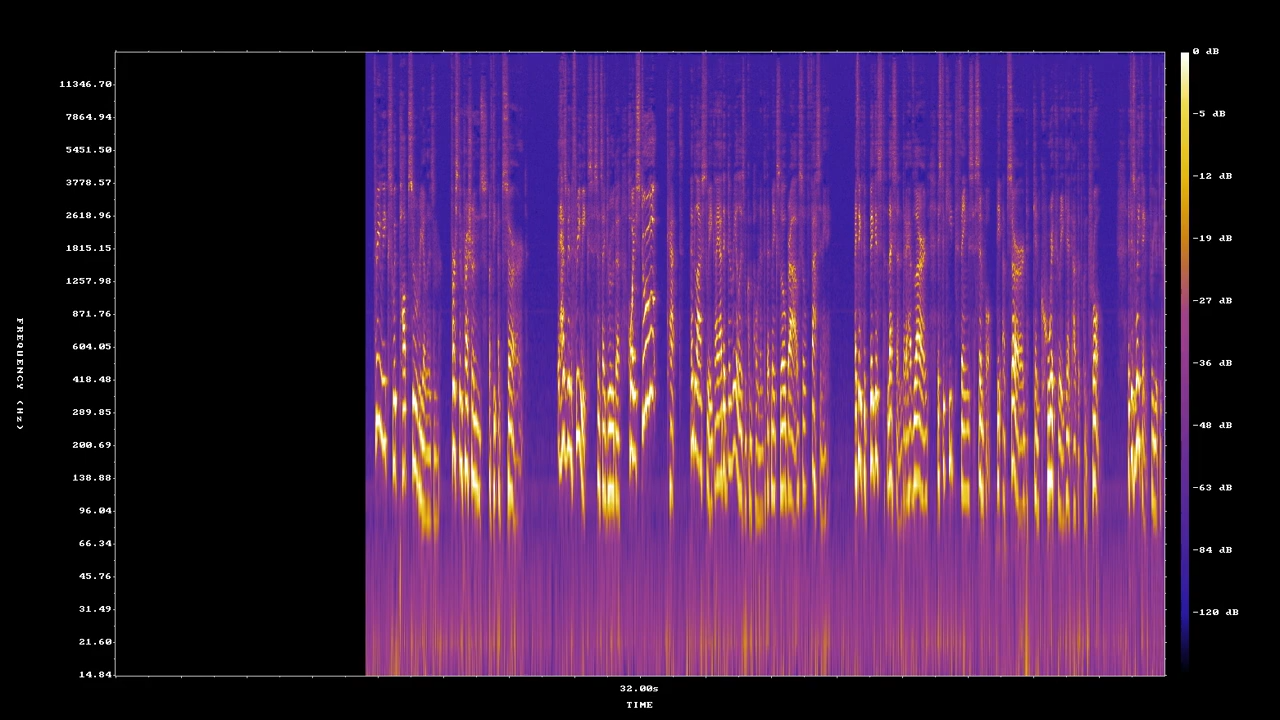 0 dB
11346.70
-5 dB
7864.94
5451.50
-12 dB
3778.57
2618.96
-19 dB
1815.15
1257.98
-27 dB
871.76
604.05
-36 dB
418.48
289.85
-48 dB
200.69
138.88
-63 dB
96.04
66.34
-84 dB
45.76
31.49
-120 dB
21.60
14.84
FREQUENCY (Hz)
32.00s
TIME